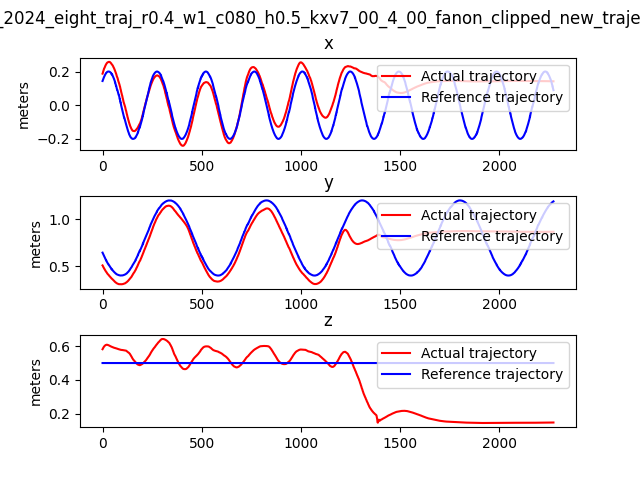 _2024_eight_traj_r0.4_w1_c080_h0.5_kxv7_00_4_00_fanon_clipped_new_traje
x
0.2
0.0
−0.2
meters
Actual trajectory
Reference trajectory
0 500 1000 1500 2000
y
1.0
0.5
meters
Actual trajectory
Reference trajectory
0 500 1000 1500 2000
z
0.6
0.4
0.2
meters
Actual trajectory
Reference trajectory
0 500 1000 1500 2000